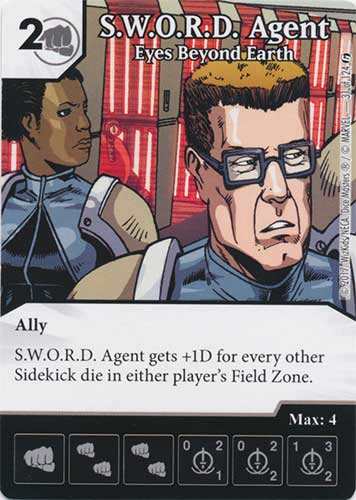 2
S.W.O.R.D. Agent
Eyes Beyond Earth
Ally
S.W.O.R.D. Agent gets +1D for every other
Sidekick die in either player's Field Zone.
Max: 4
0 2 1
0 2 2
1 3 2